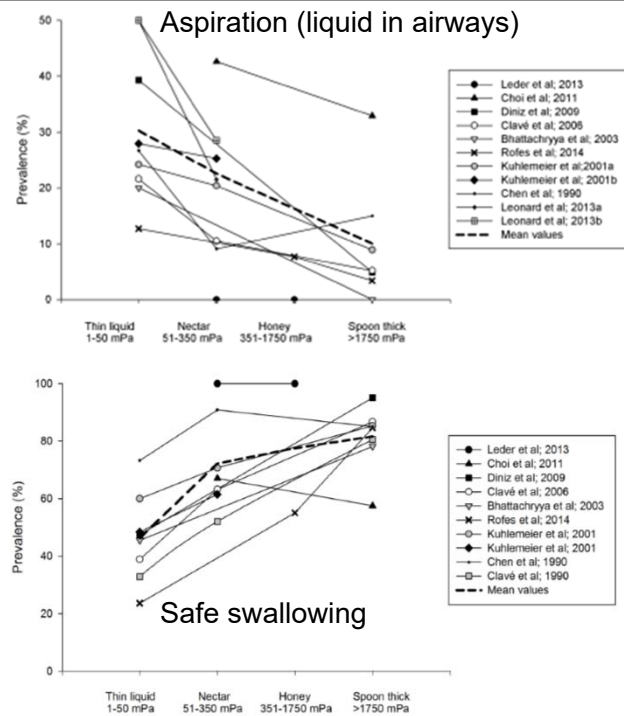 Aspiration (liquid in airways)
50
40
30
20
10
0
Prevalence (%)
Thin liquid
1-50 mPa
Nectar
51-350 mPa
Honey
351-1750 mPa
Spoon thick
>1750 mPa
Leder et al; 2013
Choi et al; 2011
Diniz et al; 2009
Clavé et al; 2006
Bhattachryya et al; 2003
Rofes et al; 2014
Kuhlemeier et al;2001a
Kuhlemeier et al; 2001b
Chen et al; 1990
Leonard et al; 2013a
Leonard et al; 2013b
Mean values
100
80
60
40
20
0
Prevalence (%)
Safe swallowing
Thin liquid
1-50 mPa
Nectar
51-350 mPa
Honey
351-1750 mPa
Spoon thick
>1750 mPa
Leder et al; 2013
Choi et al; 2011
Diniz et al; 2009
Clavé et al; 2006
Bhattachryya et al; 2003
Rofes et al; 2014
Kuhlemeier et al; 2001
Kuhlemeier et al; 2001
Chen et al; 1990
Clavé et al; 1990
Mean values